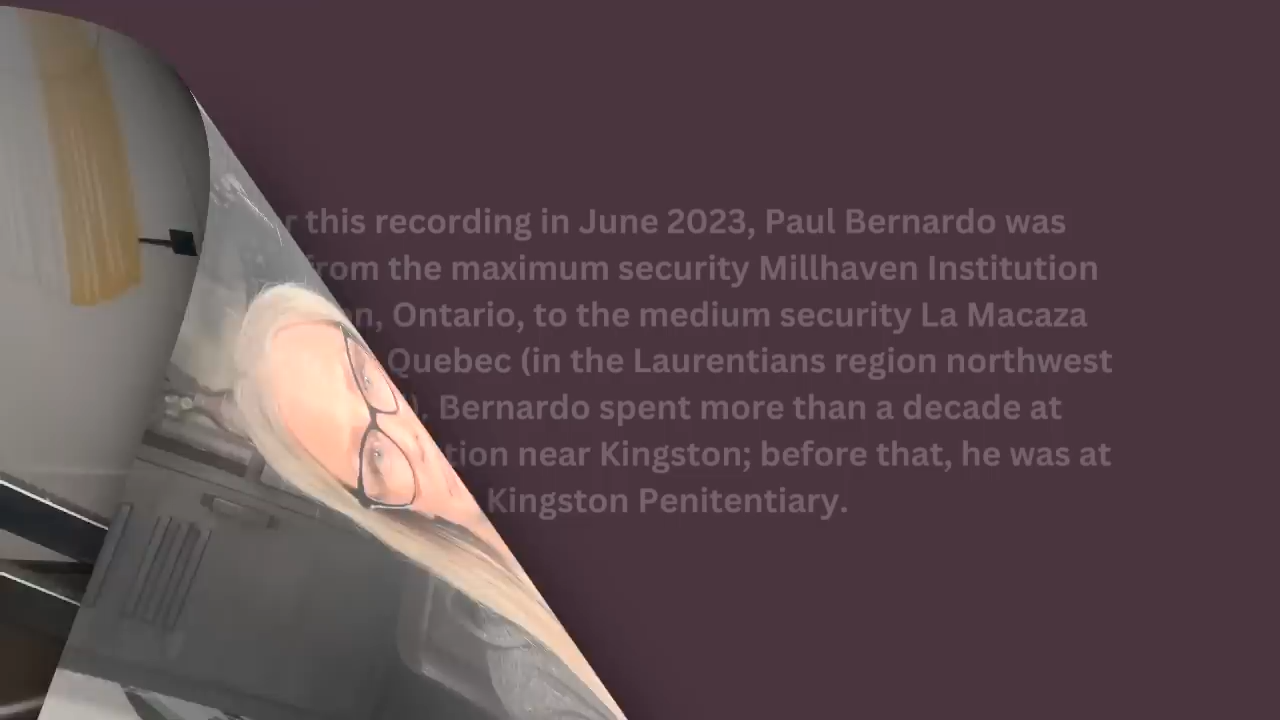 this recording in June 2023, Paul Bernardo was
from the maximum security Millhaven Institution
Ontario, to the medium security La Macaza
Quebec (in the Laurentians region northwest
. Bernardo spent more than a decade at
near Kingston; before that, he was at
Kingston Penitentiary.